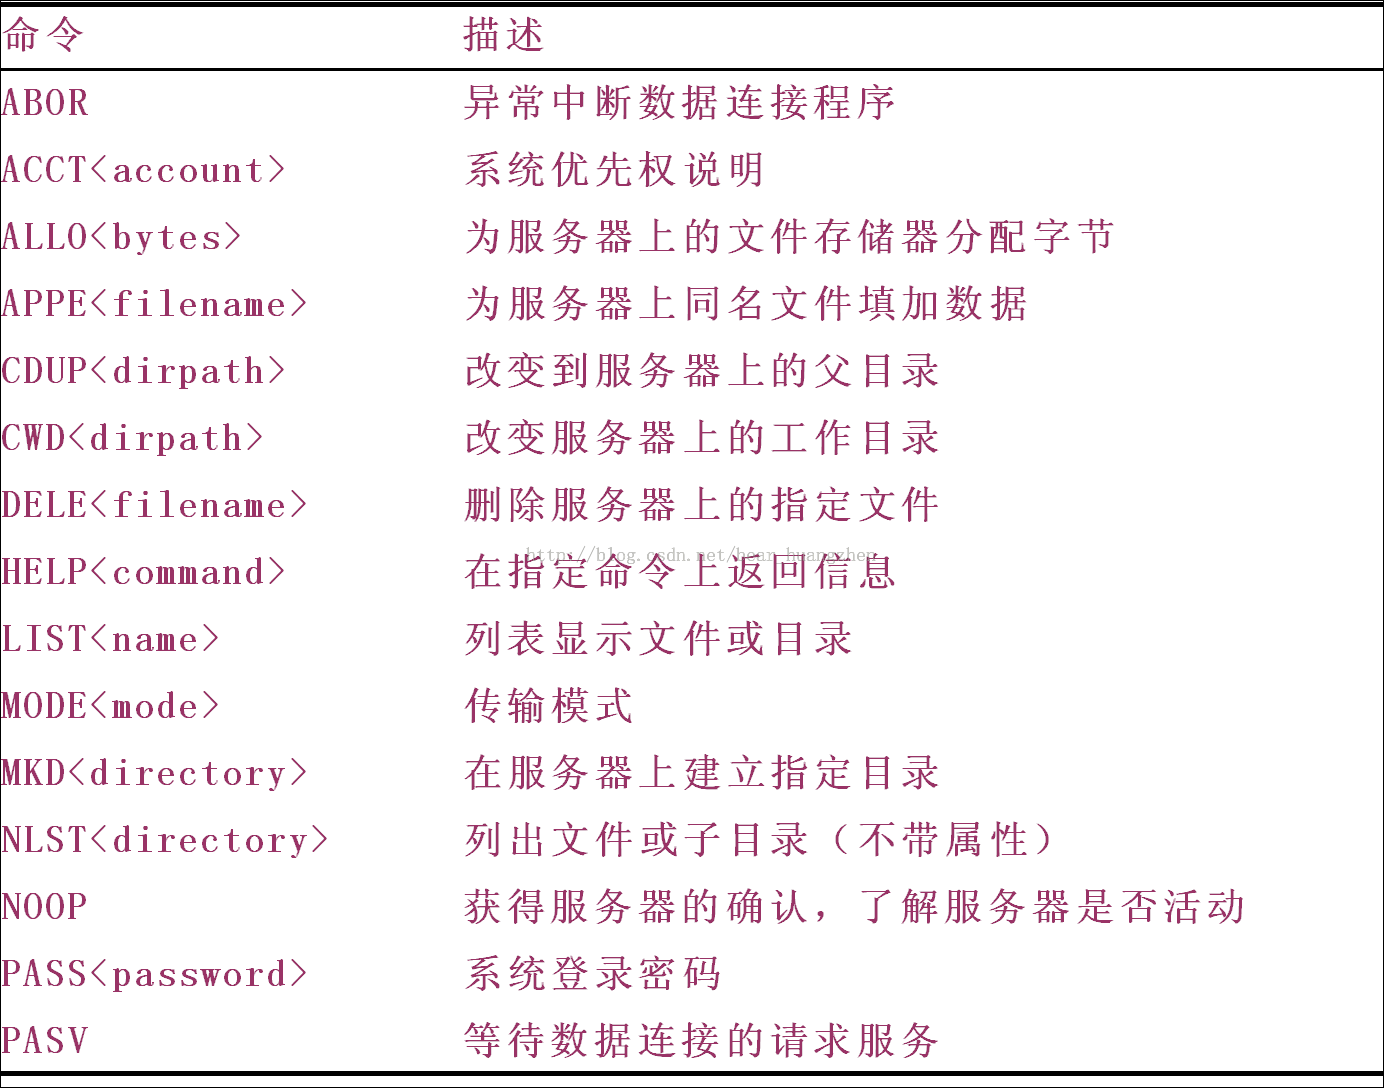 命令 描述
ABOR 异常中断数据连接程序
ACCT<account> 系统优先权说明
ALLO<bytes> 为服务器上的文件存储器分配字节
APPE<filename> 为服务器上同名文件填加数据
CDUP<dirpath> 改变到服务器上的父目录
CWD<dirpath> 改变服务器上的工作目录
DELE<filename> 删除服务器上的指定文件
http://blog.csdn.net/bean_huangzhen
HELP<command> 在指定命令上返回信息
LIST<name> 列表显示文件或目录
MODE<mode> 传输模式
MKD<directory> 在服务器上建立指定目录
NLST<directory> 列出文件或子目录（不带属性）
NOOP 获得服务器的确认，了解服务器是否活动
PASS<password> 系统登录密码
PASV 等待数据连接的请求服务